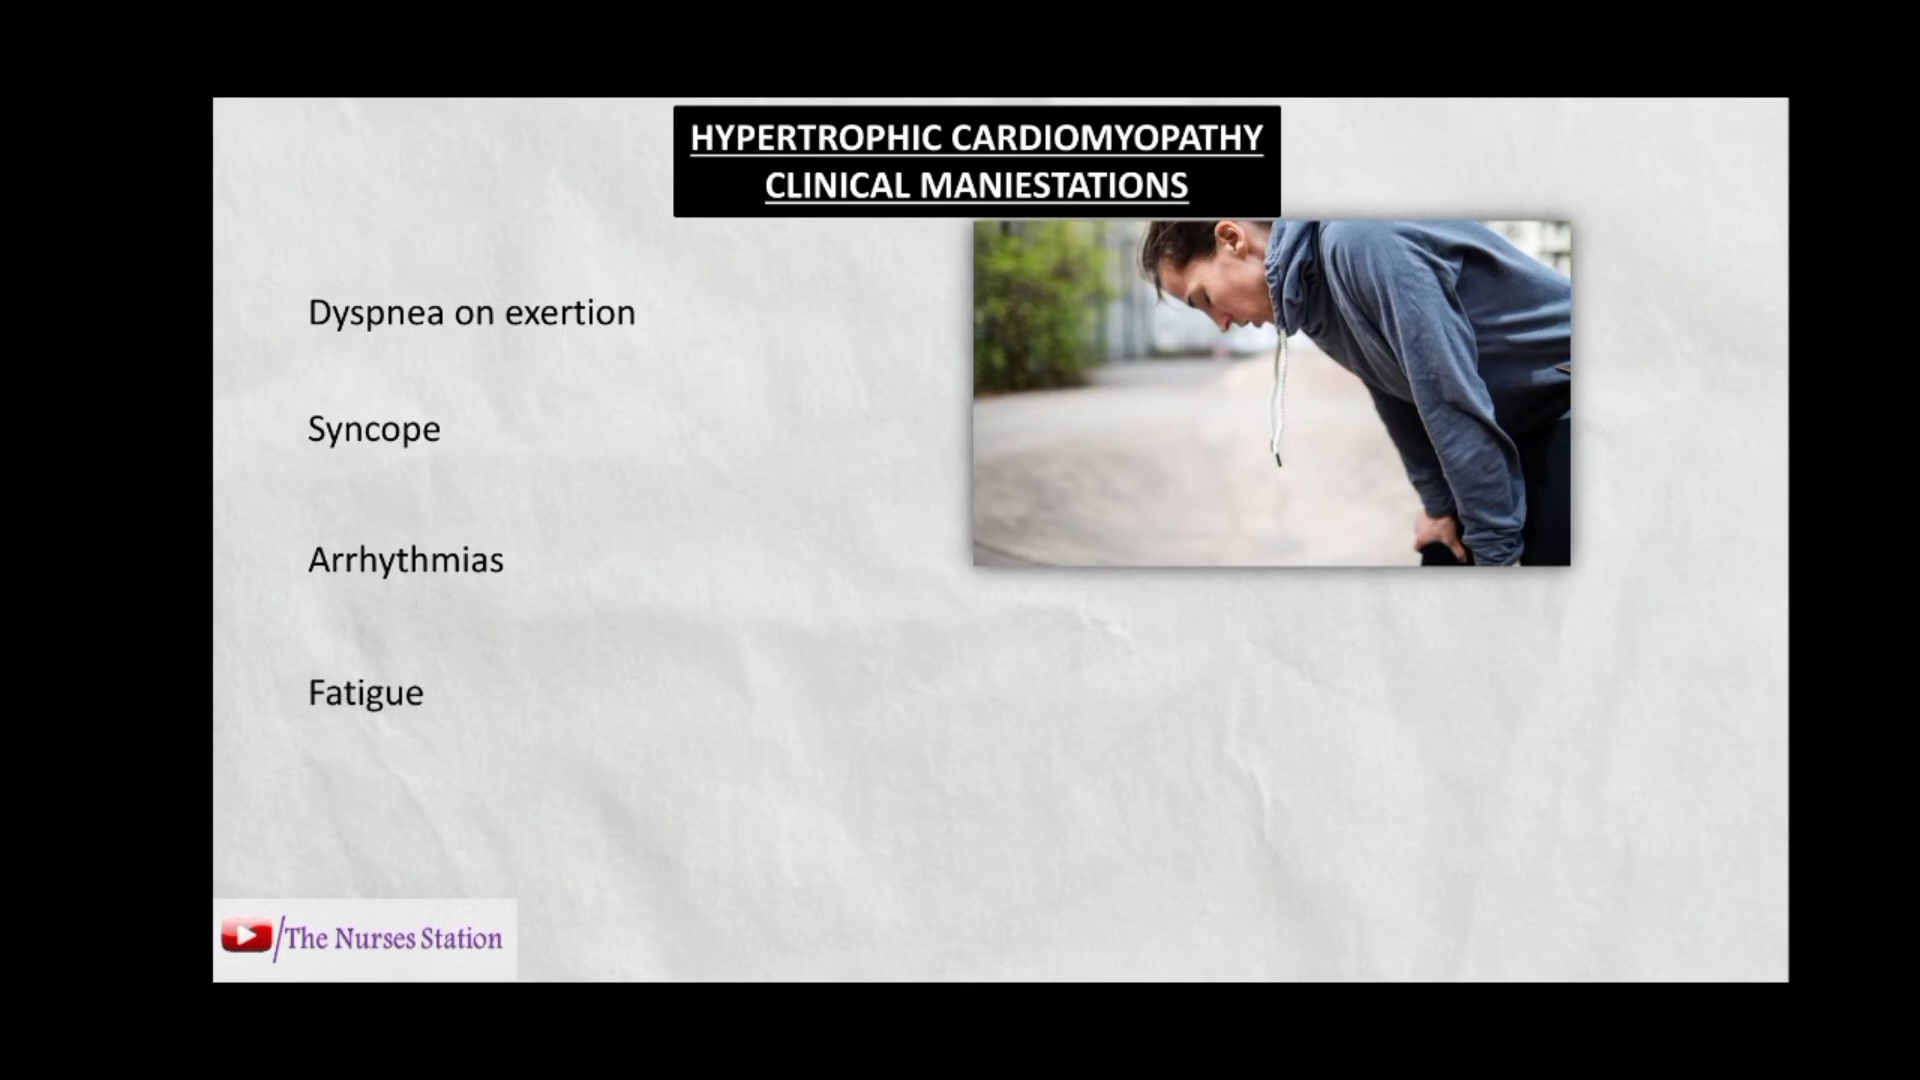 HYPERTROPHIC CARDIOMYOPATHY
CLINICAL MANIESTATIONS
Dyspnea on exertion
Syncope
Arrhythmias
Fatigue
/The Nurses Station